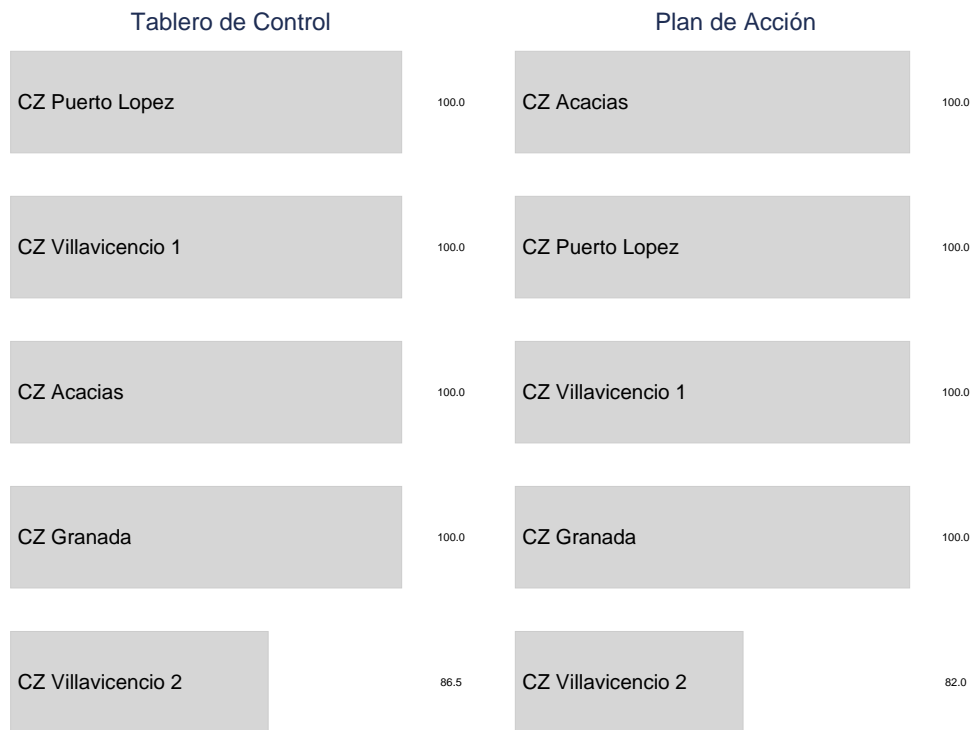 Tablero de Control
CZ Puerto Lopez 100.0
CZ Villavicencio 1 100.0
CZ Acacias 100.0
CZ Granada 100.0
CZ Villavicencio 2 86.5
Plan de Acción
CZ Acacias 100.0
CZ Puerto Lopez 100.0
CZ Villavicencio 1 100.0
CZ Granada 100.0
CZ Villavicencio 2 82.0